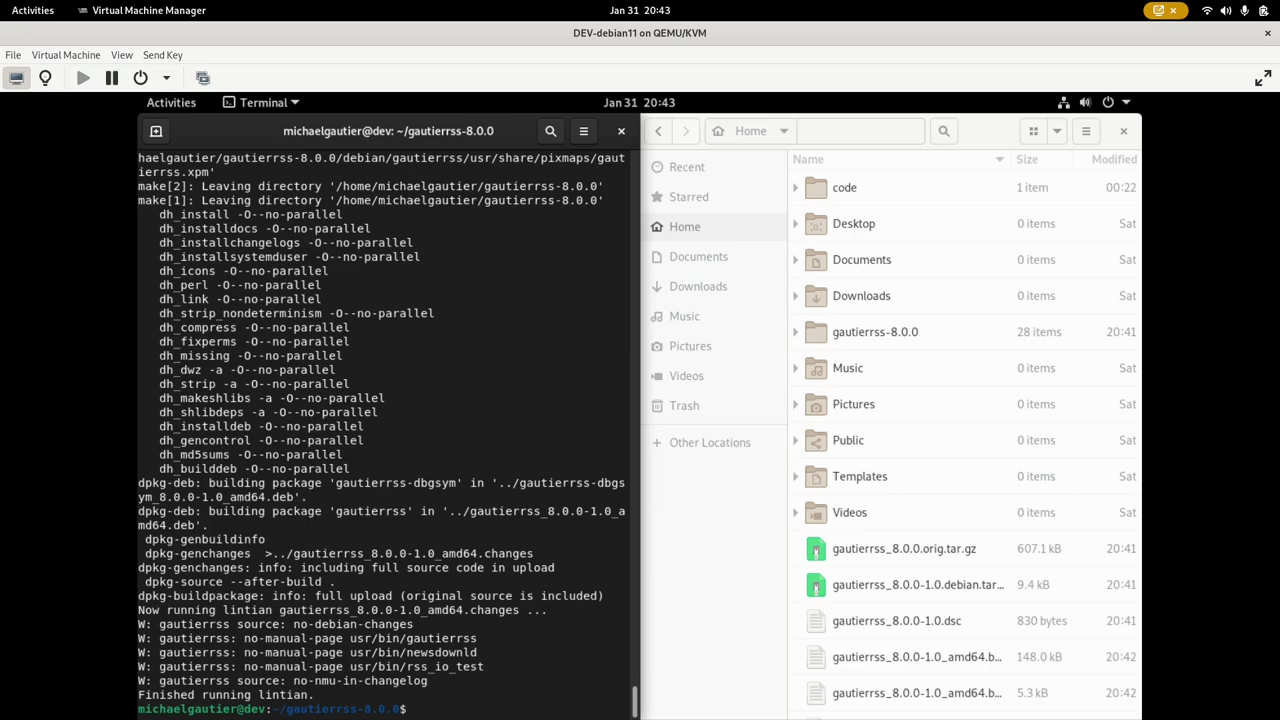 Activities
Virtual Machine Manager
Jan 31 20:43
DEV-debian11 on QEMU/KVM
File Virtual Machine View Send Key
Activities
Terminal
Jan 31 20:43
michaelgautier@dev: ~/gautierrss-8.0.0
haelgautier/gautierrss-8.0.0/debian/gautierrss/usr/share/pixmaps/gaut
ierrss.xpm'
make[2]: Leaving directory '/home/michaelgautier/gautierrss-8.0.0'
make[1]: Leaving directory '/home/michaelgautier/gautierrss-8.0.0'
dh_install -O--no-parallel
dh_installdocs -O--no-parallel
dh_installchangelogs -O--no-parallel
dh_installsystemduser -O--no-parallel
dh_icons -O--no-parallel
dh_perl -O--no-parallel
dh_link -O--no-parallel
dh_strip_nondeterminism -O--no-parallel
dh_compress -O--no-parallel
dh_fixperms -O--no-parallel
dh_missing -O--no-parallel
dh_dwz -a -O--no-parallel
dh_strip -a -O--no-parallel
dh_makeshlibs -a -O--no-parallel
dh_shlibdeps -a -O--no-parallel
dh_installdeb -O--no-parallel
dh_gencontrol -O--no-parallel
dh_md5sums -O--no-parallel
dh_builddeb -O--no-parallel
dpkg-deb: building package 'gautierrss-dbgsym' in '../gautierrss-dbgs
ym_8.0.0-1.0_amd64.deb'.
dpkg-deb: building package 'gautierrss' in '../gautierrss_8.0.0-1.0_a
md64.deb'.
dpkg-genbuildinfo
dpkg-genchanges >../gautierrss_8.0.0-1.0_amd64.changes
dpkg-genchanges: info: including full source code in upload
dpkg-source --after-build .
dpkg-buildpackage: info: full upload (original source is included)
Now running lintian gautierrss_8.0.0-1.0_amd64.changes ...
W: gautierrss source: no-debian-changes
W: gautierrss: no-manual-page usr/bin/gautierrss
W: gautierrss: no-manual-page usr/bin/newsdownld
W: gautierrss: no-manual-page usr/bin/rss_io_test
W: gautierrss source: no-nmu-in-changelog
Finished running lintian.
michaelgautier@dev:~/gautierrss-8.0.0$
Home
Recent
Starred
Home
Documents
Downloads
Music
Pictures
Videos
Trash
Other Locations
Name Size Modified
code 1 item 00:22
Desktop 0 items Sat
Documents 0 items Sat
Downloads 0 items Sat
gautierrss-8.0.0 28 items 20:41
Music 0 items Sat
Pictures 0 items Sat
Public 0 items Sat
Templates 0 items Sat
Videos 0 items Sat
gautierrss_8.0.0.orig.tar.gz 607.1 kB 20:41
gautierrss_8.0.0-1.0.debian.tar... 9.4 kB 20:41
gautierrss_8.0.0-1.0.dsc 830 bytes 20:41
gautierrss_8.0.0-1.0_amd64.b... 148.0 kB 20:42
gautierrss_8.0.0-1.0_amd64.b... 5.3 kB 20:42